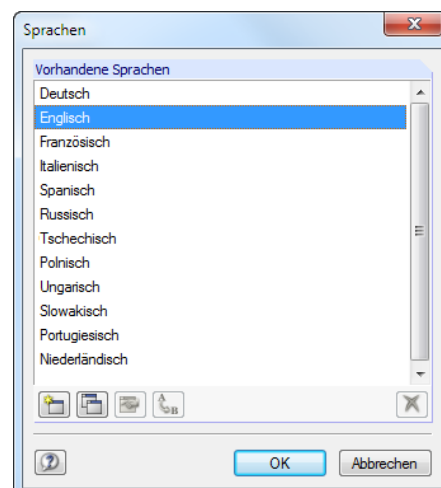 Sprachen
Vorhandene Sprachen
Deutsch
Englisch
Französisch
Italienisch
Spanisch
Russisch
Tschechisch
Polnisch
Ungarisch
Slowakisch
Portugiesisch
Niederländisch
A
B
OK
Abbrechen